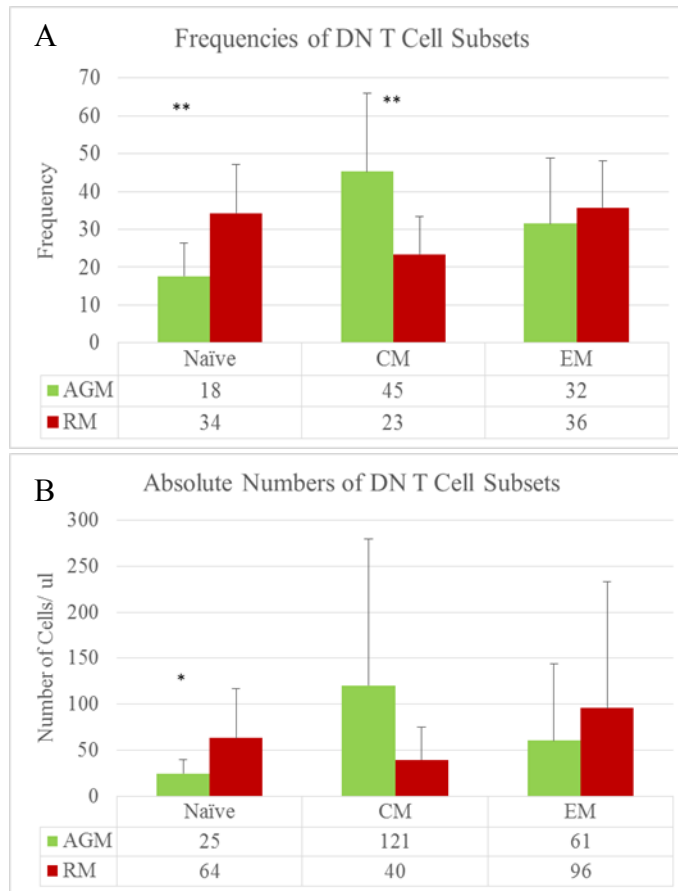 A
Frequencies of DN T Cell Subsets
Frequency
70
60
50
40
30
20
10
0
** **
Naïve CM EM
AGM 18 45 32
RM 34 23 36
B
Absolute Numbers of DN T Cell Subsets
Number of Cells/ ul
300
250
200
150
100
50
0
*
Naïve CM EM
AGM 25 121 61
RM 64 40 96